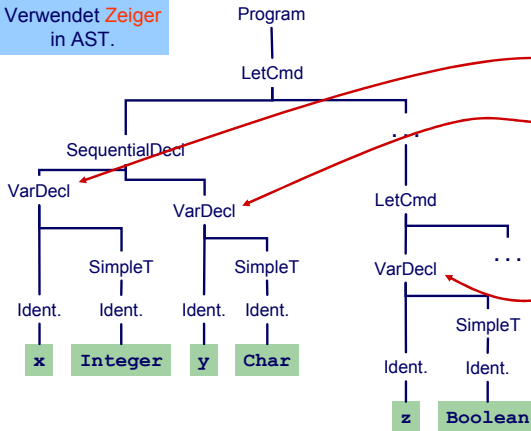 Verwendet Zeiger
in AST.
Program
LetCmd
SequentialDecl
. . .
VarDecl
VarDecl
LetCmd
SimpleT
SimpleT
VarDecl
. . .
Ident.
Ident.
Ident.
Ident.
SimpleT
x
Integer
y
Char
Ident.
Ident.
z
Boolean